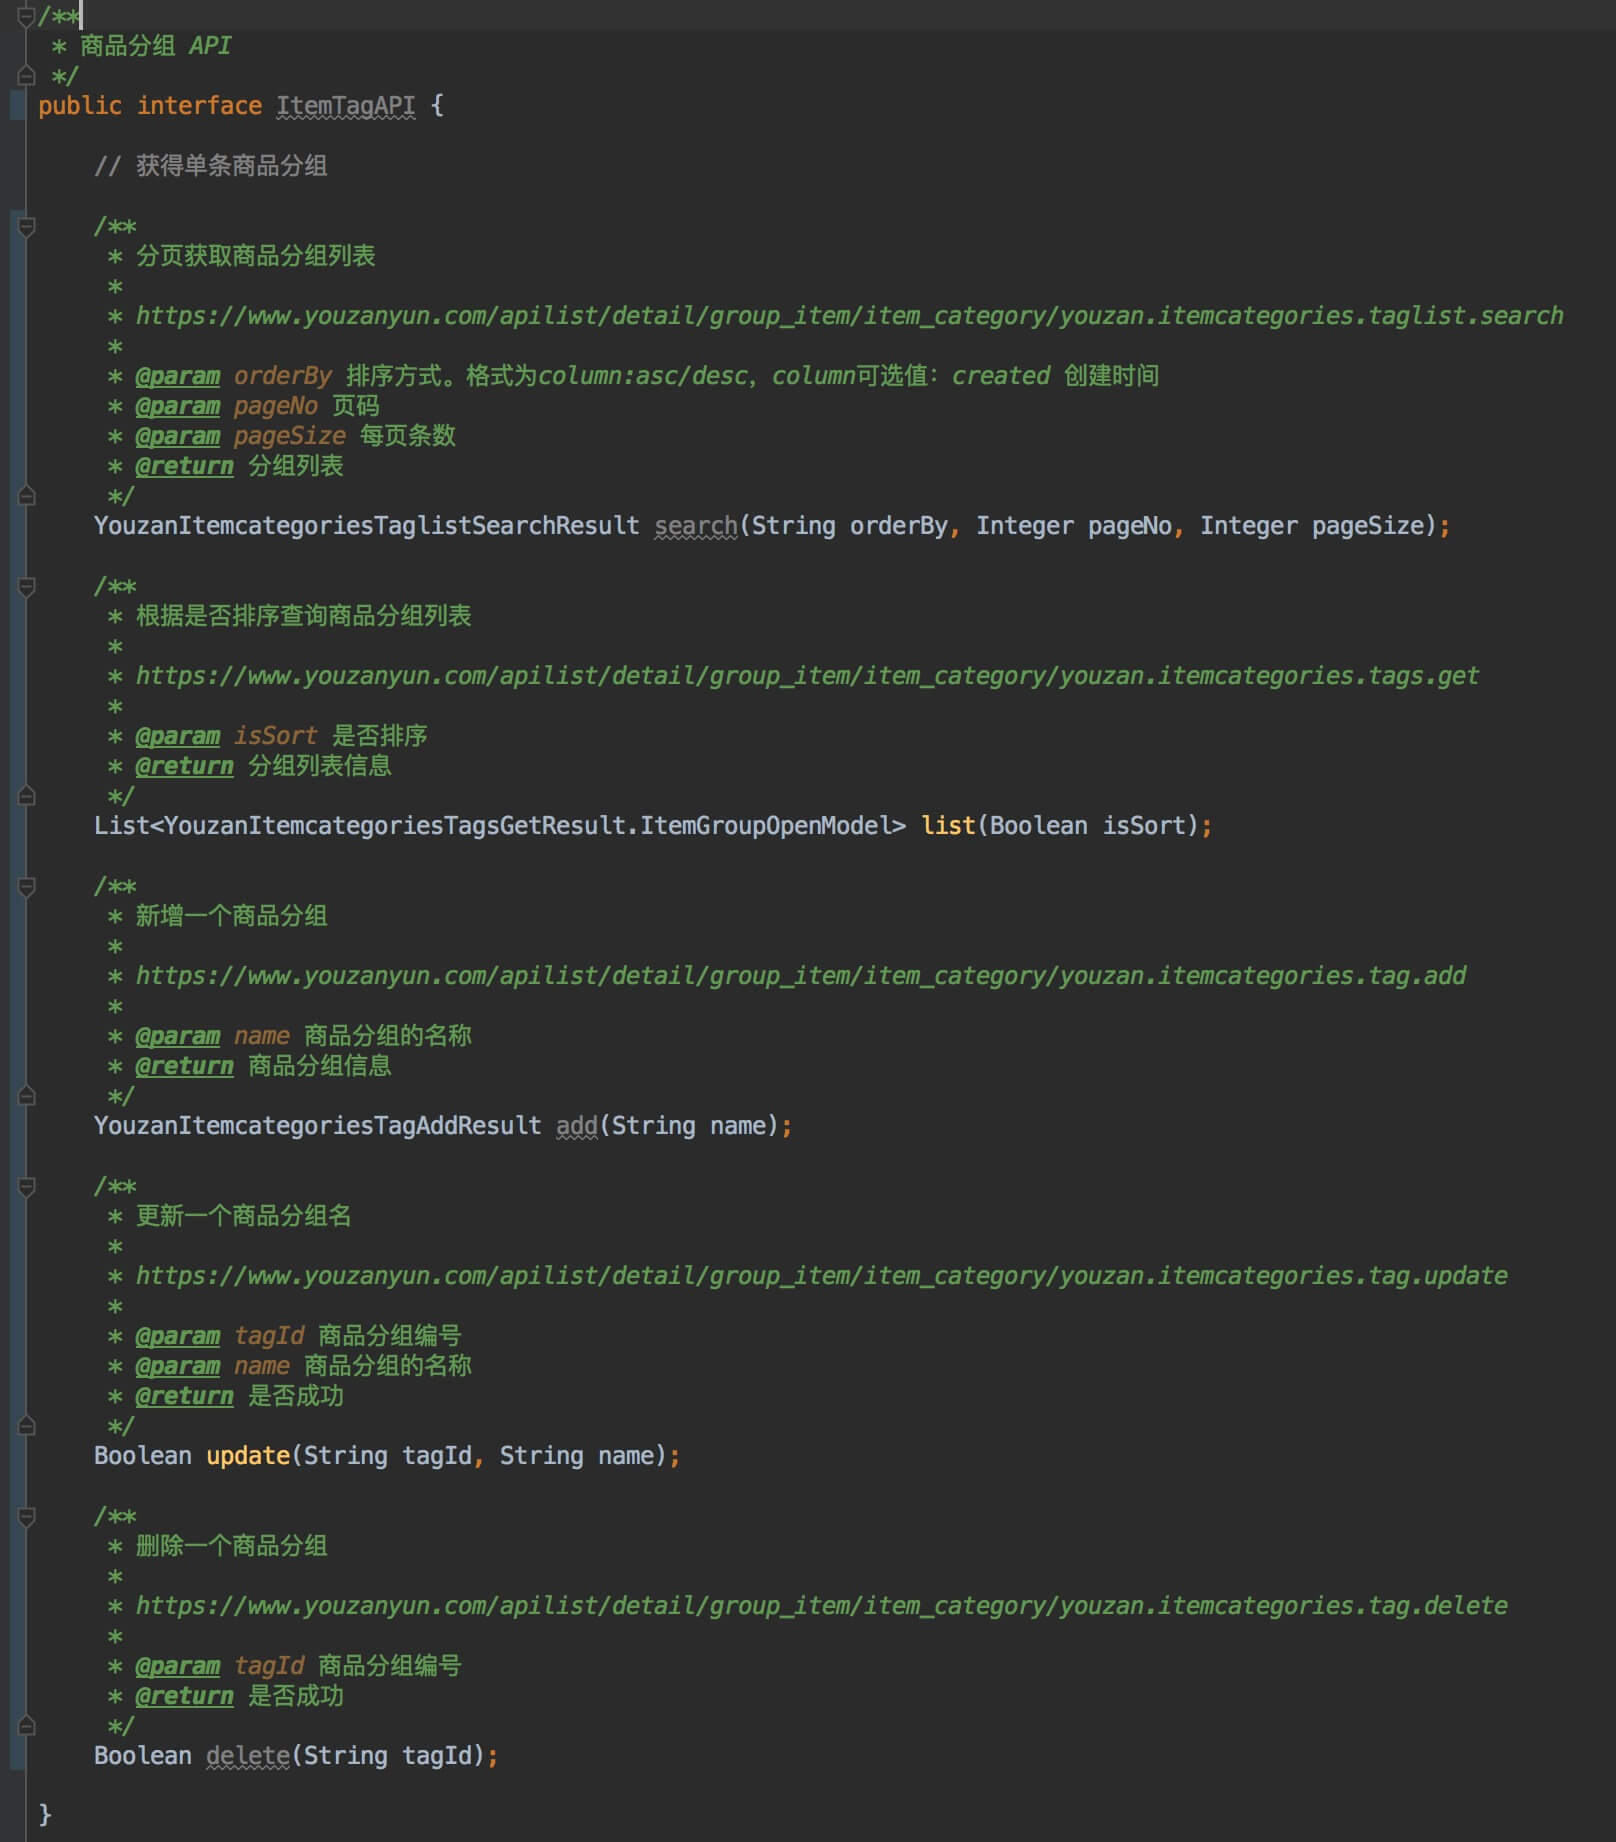 /**
 * 商品分组 API
 */
public interface ItemTagAPI {
    // 获得单条商品分组
    /**
     * 分页获取商品分组列表
     *
     * https://www.youzanyun.com/apilist/detail/group_item/item_category/youzan.itemcategories.taglist.search
     *
     * @param orderBy 排序方式。格式为column:asc/desc, column可选值: created 创建时间
     * @param pageNo 页码
     * @param pageSize 每页条数
     * @return 分组列表
     */
    YouzanItemcategoriesTaglistSearchResult search(String orderBy, Integer pageNo, Integer pageSize);
    /**
     * 根据是否排序查询商品分组列表
     *
     * https://www.youzanyun.com/apilist/detail/group_item/item_category/youzan.itemcategories.tags.get
     *
     * @param isSort 是否排序
     * @return 分组列表信息
     */
    List<YouzanItemcategoriesTagsGetResult.ItemGroupOpenModel> list(Boolean isSort);
    /**
     * 新增一个商品分组
     *
     * https://www.youzanyun.com/apilist/detail/group_item/item_category/youzan.itemcategories.tag.add
     *
     * @param name 商品分组的名称
     * @return 商品分组信息
     */
    YouzanItemcategoriesTagAddResult add(String name);
    /**
     * 更新一个商品分组名
     *
     * https://www.youzanyun.com/apilist/detail/group_item/item_category/youzan.itemcategories.tag.update
     *
     * @param tagId 商品分组编号
     * @param name 商品分组的名称
     * @return 是否成功
     */
    Boolean update(String tagId, String name);
    /**
     * 删除一个商品分组
     *
     * https://www.youzanyun.com/apilist/detail/group_item/item_category/youzan.itemcategories.tag.delete
     *
     * @param tagId 商品分组编号
     * @return 是否成功
     */
    Boolean delete(String tagId);
}